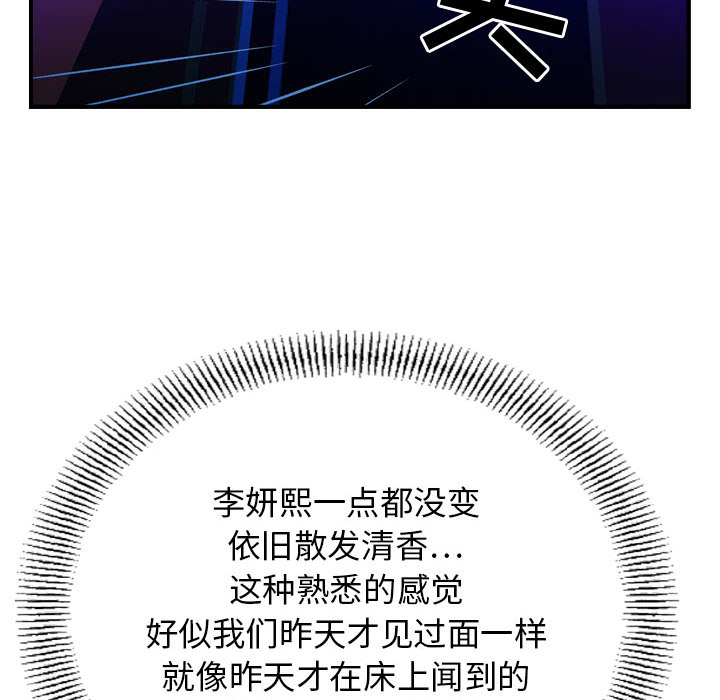 李妍熙一点都没变
依旧散发清香...
这种熟悉的感觉
好似我们昨天才见过面一样
就像昨天才在床上闻到的